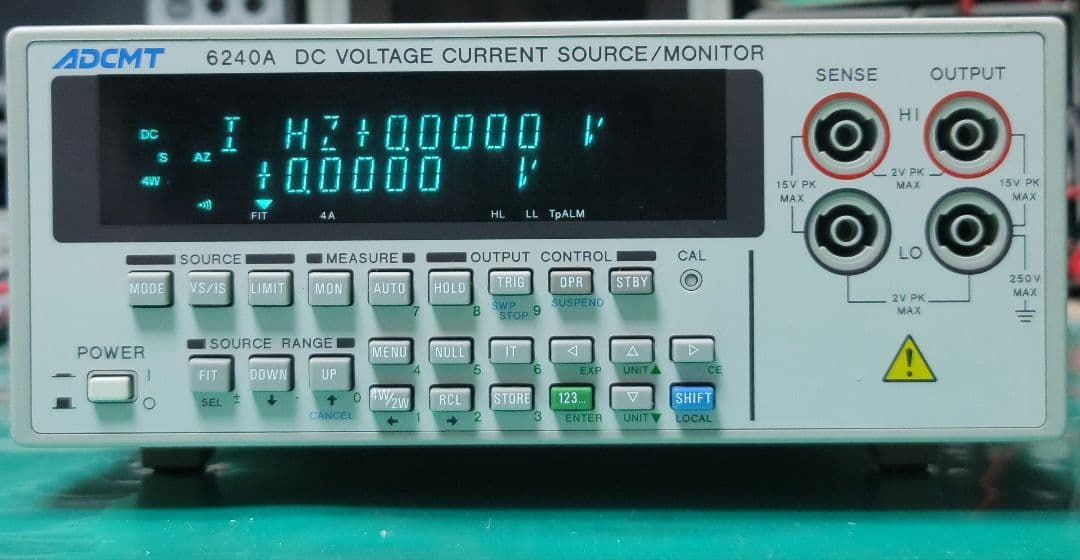 ADCMT 6240A DC VOLTAGE CURRENT SOURCE/MONITOR
DC I HZ+0.0000 V
S AZ
4W +0.0000 V
FIT 4A HL LL TpALM
SENSE OUTPUT
HI
2V PK MAX
15V PK MAX
15V PK MAX
LO
250V MAX
2V PK MAX
SOURCE MEASURE OUTPUT CONTROL CAL
MODE VS/IS LIMIT MON AUTO HOLD TRIG OPR STBY
7 8 SWP STOP 9 SUSPEND
POWER
SOURCE RANGE
FIT DOWN UP MENU NULL IT ◁ △ ▷
SEL ± ↓ . ↑ 0 4 5 6 EXP UNIT▲ CE
CANCEL
4W/2W RCL STORE 123... ▽ SHIFT
← 1 → 2 3 ENTER UNIT▼ LOCAL